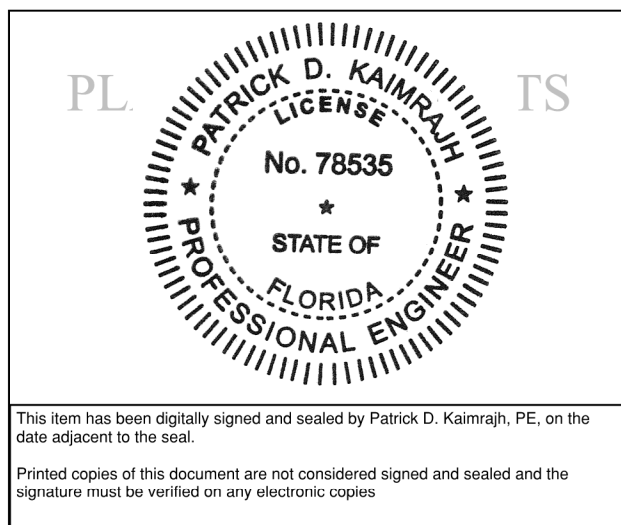 PL TS
PATRICK D. KAIMRAJH
LICENSE
No. 78535
STATE OF
FLORIDA
PROFESSIONAL ENGINEER
This item has been digitally signed and sealed by Patrick D. Kaimrajh, PE, on the
date adjacent to the seal.
Printed copies of this document are not considered signed and sealed and the
signature must be verified on any electronic copies